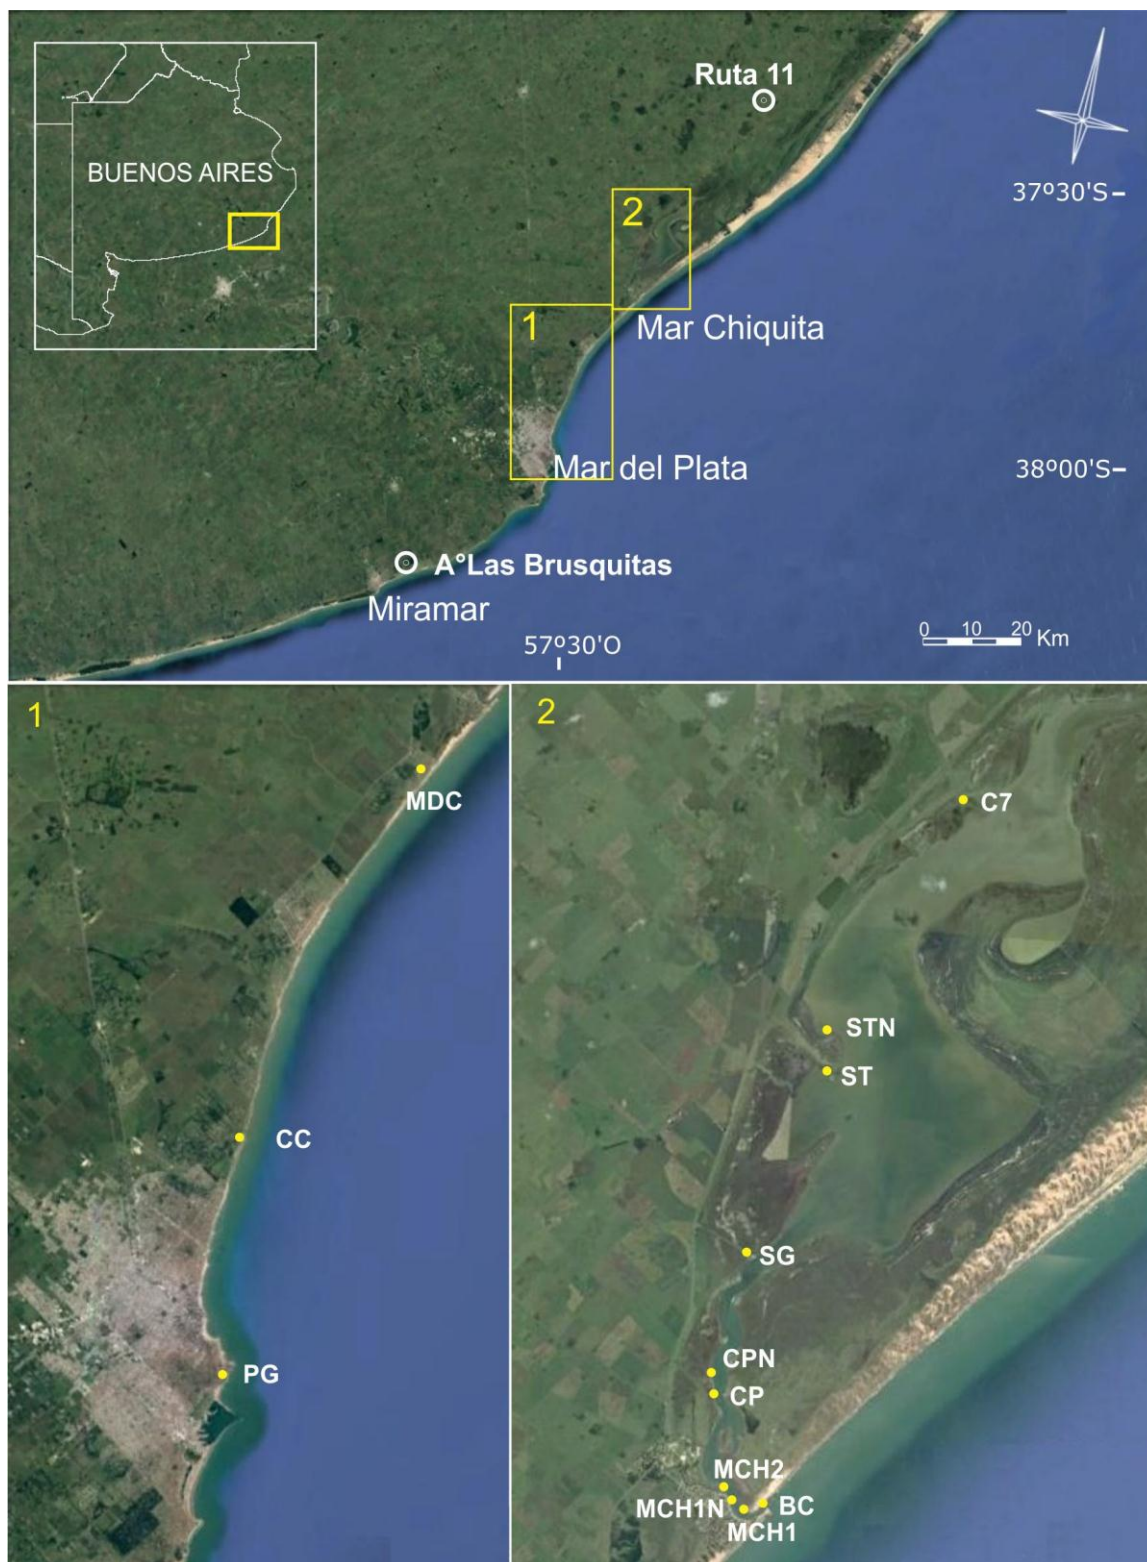 Ruta 11
BUENOS AIRES
37º30'S
2
1
Mar Chiquita
Mar del Plata
38º00'S
A°Las Brusquitas
Miramar
57º30'O
0 10 20 Km
1
MDC
CC
PG
2
C7
STN
ST
SG
CPN
CP
MCH2
MCH1N
BC
MCH1